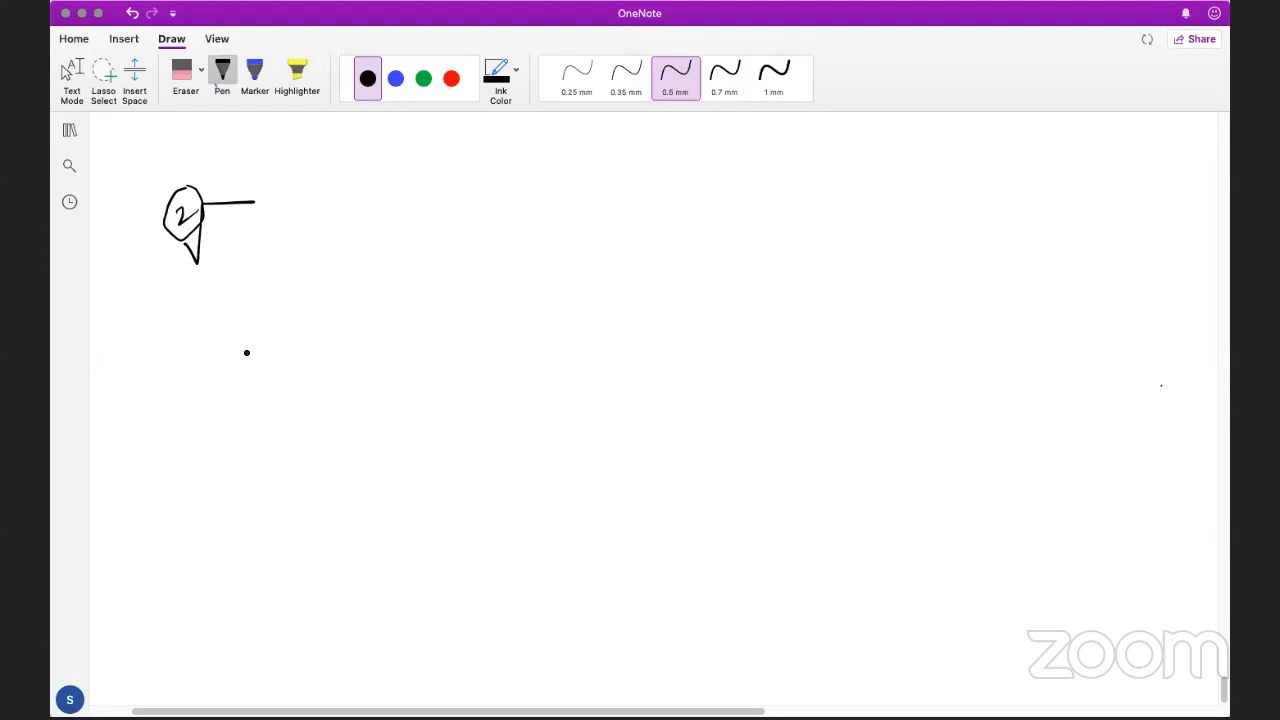 OneNote
Home Insert Draw View
Share
Text Mode
Lasso Select
Insert Space
Eraser
Pen
Marker
Highlighter
Ink Color
0.25 mm
0.35 mm
0.5 mm
0.7 mm
1 mm
2
S
zoom